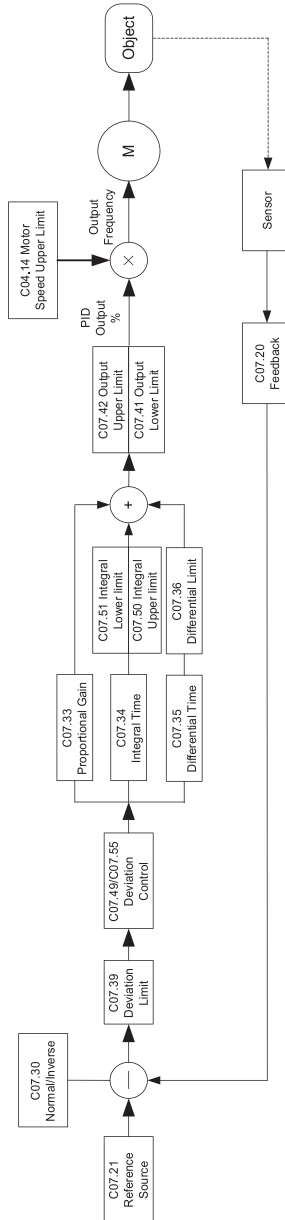 C07.21
Reference
Source
C07.30
Normal/Inverse
—
C07.39
Deviation
Limit
C07.49/C07.55
Deviation
Control
C07.33
Proportional Gain
C07.34
Integral Time
C07.35
Differential Time
C07.51 Integral
Lower limit
C07.50 Integral
Upper limit
C07.36
Differential Limit
+
C07.42 Output
Upper Limit
C07.41 Output
Lower Limit
PID
Output
%
C04.14 Motor
Speed Upper Limit
×
Output
Frequency
M
Object
Sensor
C07.20
Feedback